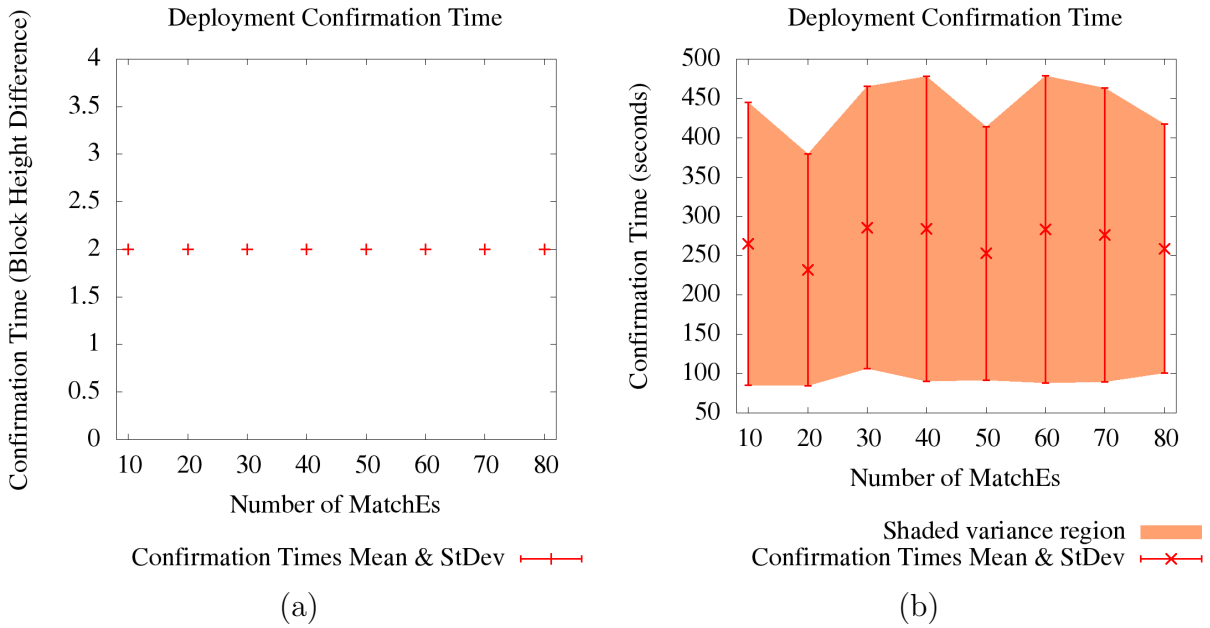 Deployment Confirmation Time
Confirmation Time (Block Height Difference)
4
3.5
3
2.5
2
1.5
1
0.5
0
10 20 30 40 50 60 70 80
Number of MatchEs
Confirmation Times Mean & StDev
(a)
Deployment Confirmation Time
Confirmation Time (seconds)
500
450
400
350
300
250
200
150
100
50
10 20 30 40 50 60 70 80
Number of MatchEs
Shaded variance region
Confirmation Times Mean & StDev
(b)